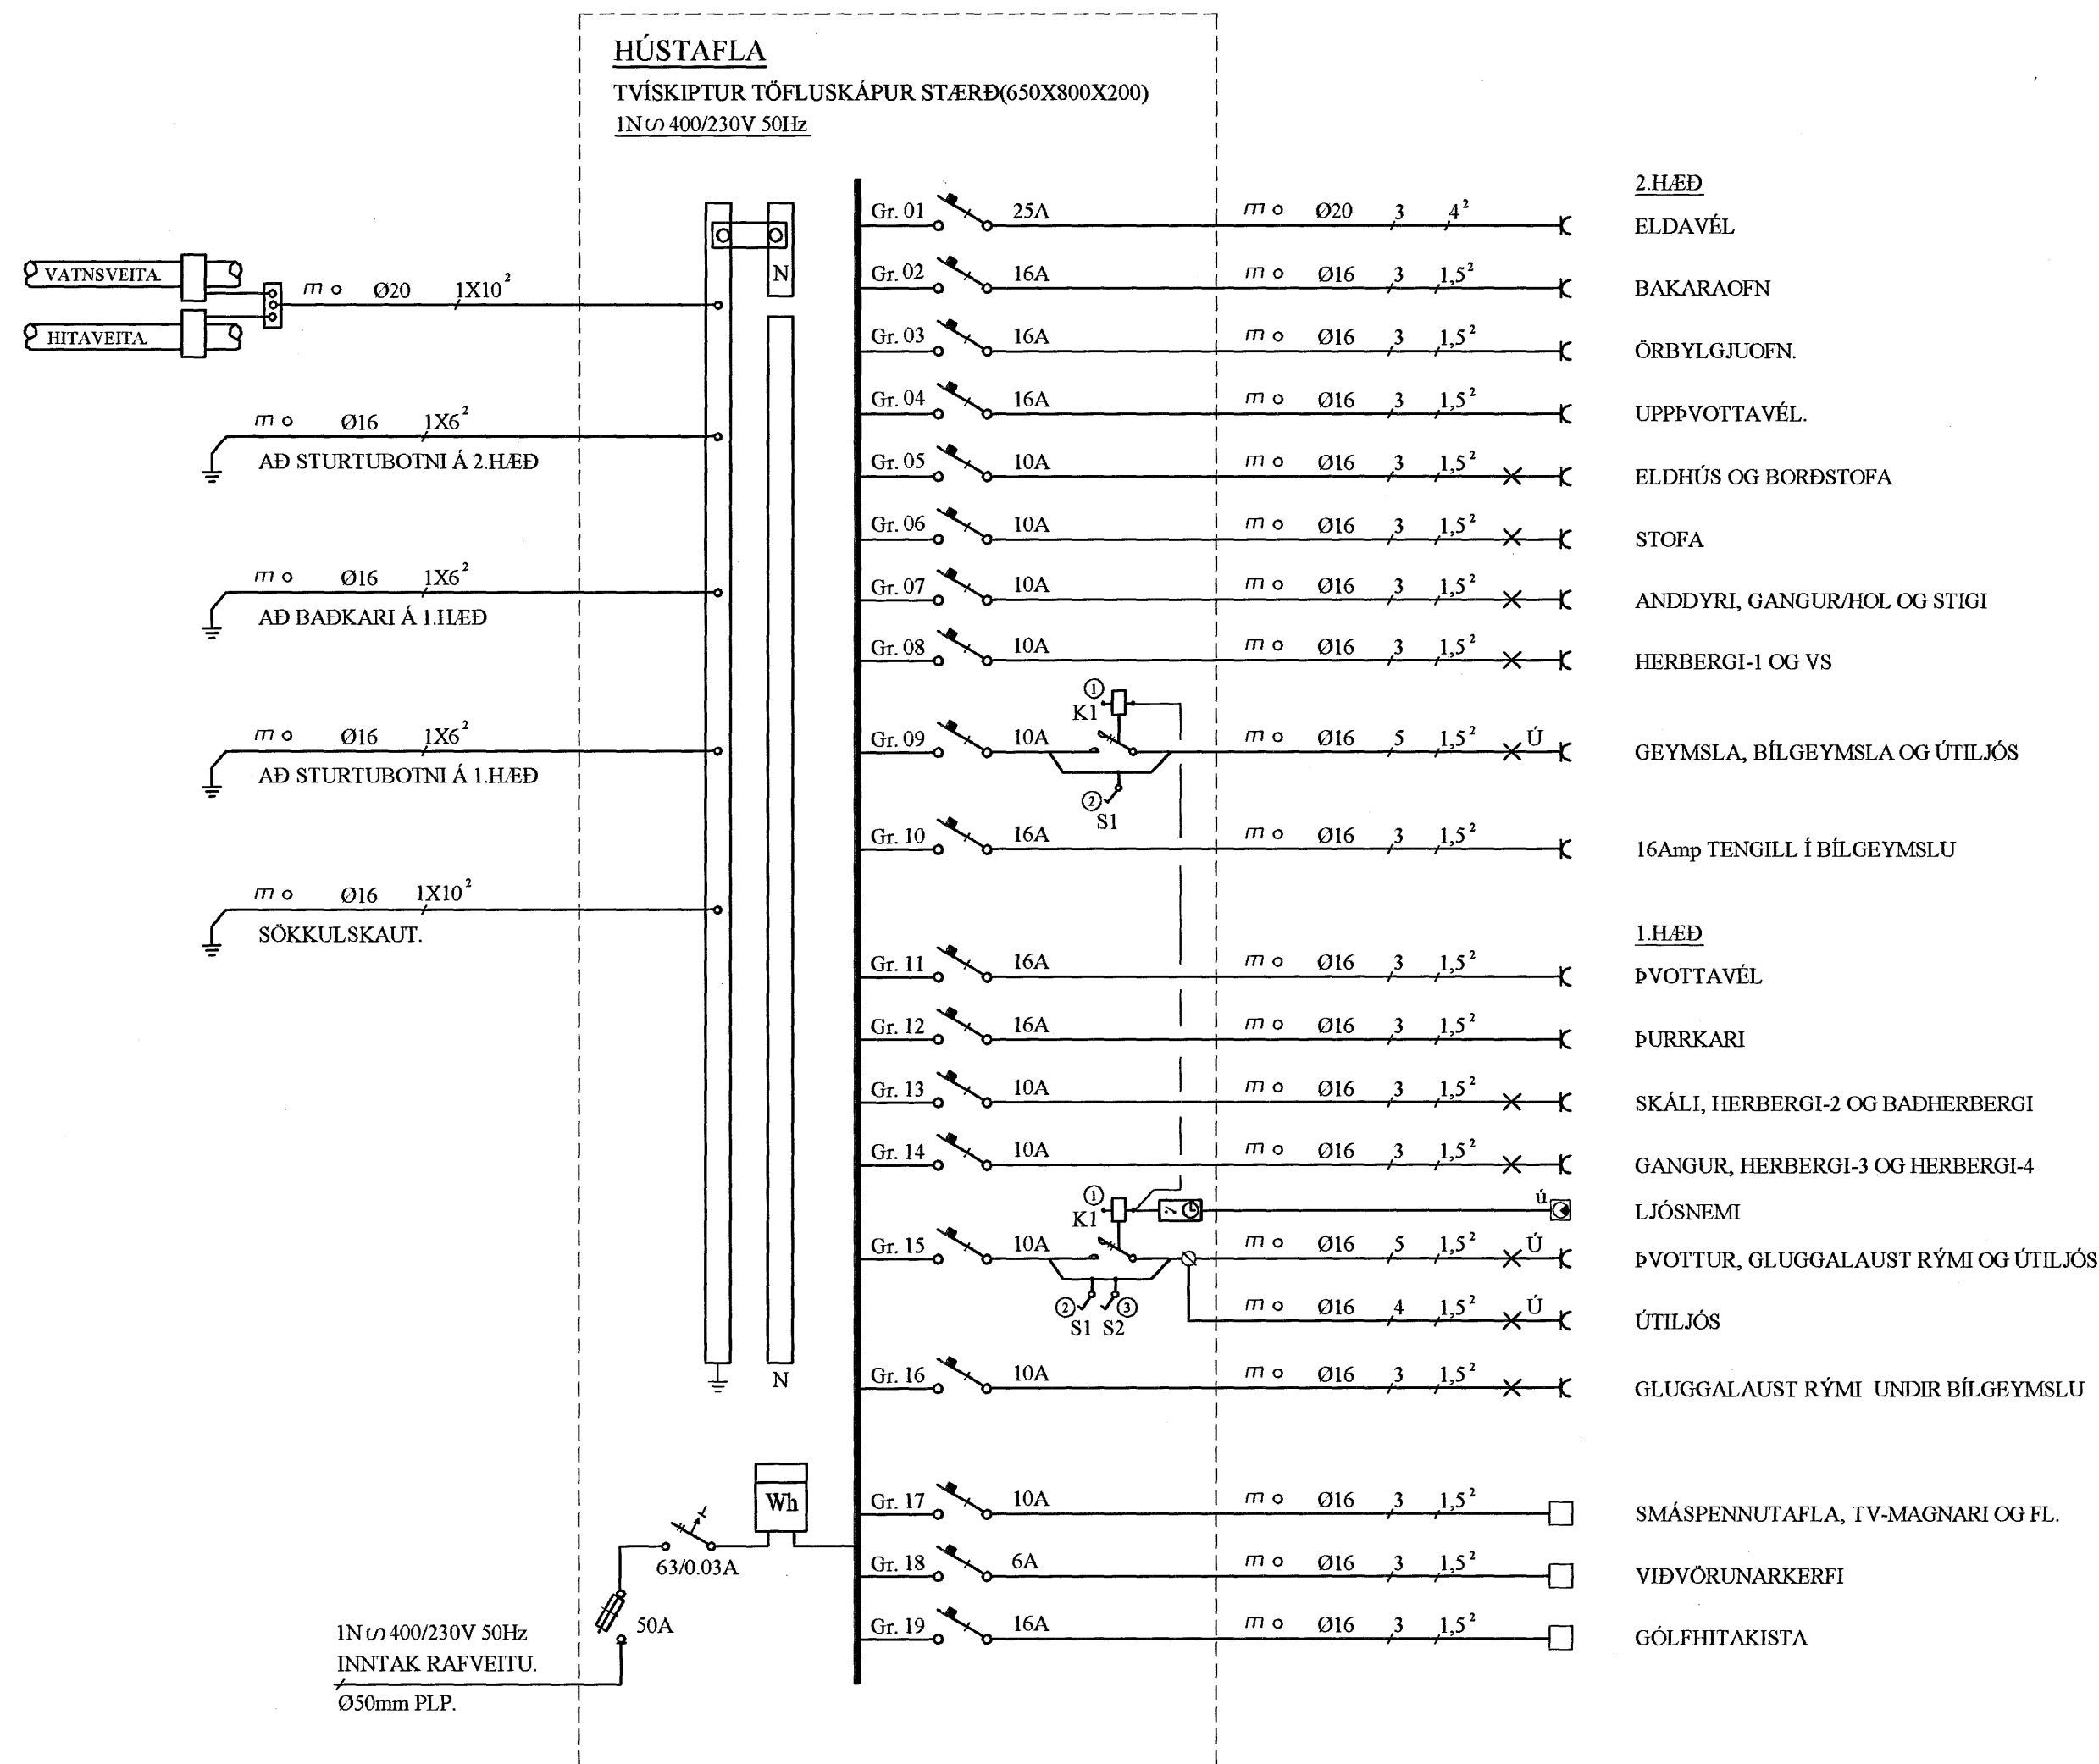 HÚSTAFLA
TVÍSKIPTUR TÖFLUSKÁPUR STÆRÐ(650X800X200)
1N ∽ 400/230V 50Hz
VATNSVEITA.
HITAVEITA.
m o Ø20 1X10²
m o Ø16 1X6²
AÐ STURTUBOTNI Á 2.HÆÐ
m o Ø16 1X6²
AÐ BAÐKARI Á 1.HÆÐ
m o Ø16 1X6²
AÐ STURTUBOTNI Á 1.HÆÐ
m o Ø16 1X10²
SÖKKULSKAUT.
N
N
2.HÆÐ
Gr. 01 25A m o Ø20 3 4² ELDAVÉL
Gr. 02 16A m o Ø16 3 1,5² BAKARAOFN
Gr. 03 16A m o Ø16 3 1,5² ÖRBYLGJUOFN.
Gr. 04 16A m o Ø16 3 1,5² UPPÞVOTTAVÉL.
Gr. 05 10A m o Ø16 3 1,5² ELDHÚS OG BORÐSTOFA
Gr. 06 10A m o Ø16 3 1,5² STOFA
Gr. 07 10A m o Ø16 3 1,5² ANDDYRI, GANGUR/HOL OG STIGI
Gr. 08 10A m o Ø16 3 1,5² HERBERGI-1 OG VS
1
K1
Gr. 09 10A m o Ø16 5 1,5² Ú GEYMSLA, BÍLGEYMSLA OG ÚTILJÓS
2
S1
Gr. 10 16A m o Ø16 3 1,5² 16Amp TENGILL Í BÍLGEYMSLU
1.HÆÐ
Gr. 11 16A m o Ø16 3 1,5² ÞVOTTAVÉL
Gr. 12 16A m o Ø16 3 1,5² ÞURRKARI
Gr. 13 10A m o Ø16 3 1,5² SKÁLI, HERBERGI-2 OG BAÐHERBERGI
Gr. 14 10A m o Ø16 3 1,5² GANGUR, HERBERGI-3 OG HERBERGI-4
1
K1 ú LJÓSNEMI
Gr. 15 10A m o Ø16 5 1,5² Ú ÞVOTTUR, GLUGGALAUST RÝMI OG ÚTILJÓS
2 3
S1 S2
m o Ø16 4 1,5² Ú ÚTILJÓS
Gr. 16 10A m o Ø16 3 1,5² GLUGGALAUST RÝMI UNDIR BÍLGEYMSLU
Gr. 17 10A m o Ø16 3 1,5² SMÁSPENNUTAFLA, TV-MAGNARI OG FL.
Gr. 18 6A m o Ø16 3 1,5² VIÐVÖRUNARKERFI
Gr. 19 16A m o Ø16 3 1,5² GÓLFHITAKISTA
Wh
63/0.03A
50A
1N ∽ 400/230V 50Hz
INNTAK RAFVEITU.
Ø50mm PLP.